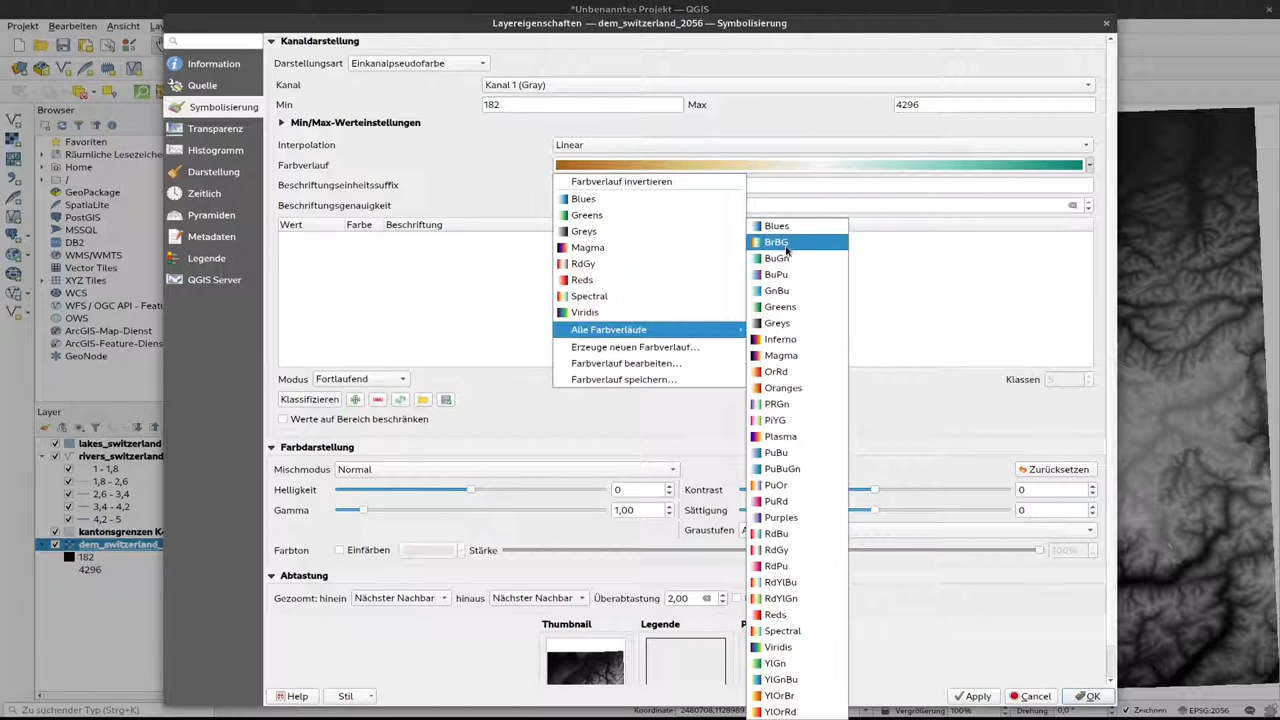 *Unbenanntes Projekt — QGIS
Layereigenschaften — dem_switzerland_2056 — Symbolisierung
Projekt Bearbeiten Ansicht
Information
Quelle
Symbolisierung
Transparenz
Histogramm
Darstellung
Zeitlich
Pyramiden
Metadaten
Legende
QGIS Server
Browser
Favoriten
Räumliche Lesezeiche
Home
/
GeoPackage
SpatiaLite
PostGIS
MSSQL
DB2
WMS/WMTS
Vector Tiles
XYZ Tiles
WCS
WFS / OGC API - Featu
OWS
ArcGIS-Map-Dienst
ArcGIS-Feature-Diens
GeoNode
Layer
lakes_switzerland
rivers_switzerland
1 - 1,8
1,8 - 2,6
2,6 - 3,4
3,4 - 4,2
4,2 - 5
kantonsgrenzen K
dem_switzerland_
182
4296
Kanaldarstellung
Darstellungsart Einkanalpseudofarbe
Kanal Kanal 1 (Gray)
Min 182 Max 4296
Min/Max-Werteinstellungen
Interpolation Linear
Farbverlauf
Beschriftungseinheitssuffix
Beschriftungsgenauigkeit
Wert Farbe Beschriftung
Farbverlauf invertieren
Blues
Greens
Greys
Magma
RdGy
Reds
Spectral
Viridis
Alle Farbverläufe
Erzeuge neuen Farbverlauf...
Farbverlauf bearbeiten...
Farbverlauf speichern...
Blues
BrBG
BuGn
BuPu
GnBu
Greens
Greys
Inferno
Magma
OrRd
Oranges
PRGn
PiYG
Plasma
PuBu
PuBuGn
PuOr
PuRd
Purples
RdBu
RdGy
RdPu
RdYlBu
RdYlGn
Reds
Spectral
Viridis
YlGn
YlGnBu
YlOrBr
YlOrRd
Modus Fortlaufend Klassen 5
Klassifizieren
Werte auf Bereich beschränken
Farbdarstellung
Mischmodus Normal Zurücksetzen
Helligkeit 0 Kontrast 0
Gamma 1,00 Sättigung 0
Graustufen
Farbton Einfärben Stärke 100%
Abtastung
Gezoomt: hinein Nächster Nachbar hinaus Nächster Nachbar Überabtastung 2,00
Thumbnail Legende
Help Stil Apply Cancel OK
Zu suchender Typ (Strg+K) Koordinate Vergrößerung 100% Drehung 0,0° Zeichnen EPSG:2056